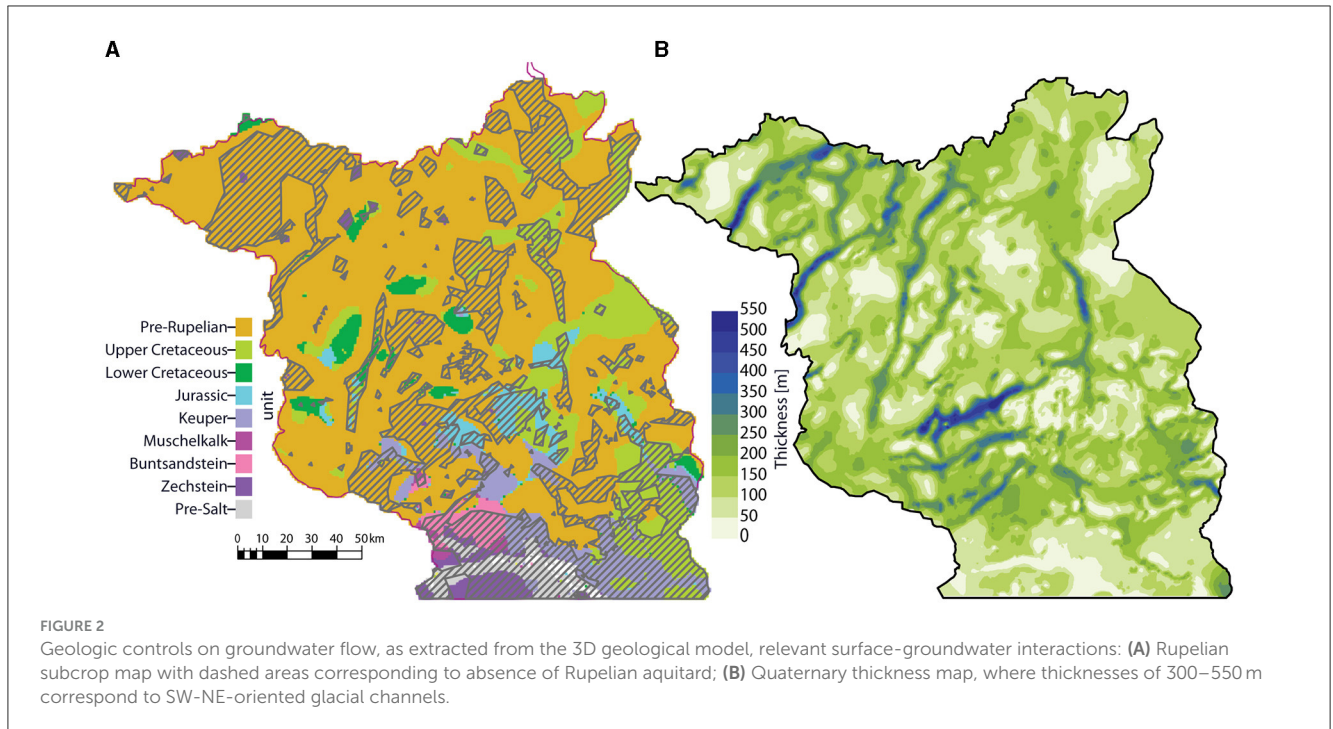 A
B
Pre-Rupelian
Upper Cretaceous
Lower Cretaceous
Jurassic
Keuper
Muschelkalk
Buntsandstein
Zechstein
Pre-Salt
unit
0 10 20 30 40 50 km
550
500
450
400
350
300
250
200
150
100
50
0
Thickness [m]
FIGURE 2
Geologic controls on groundwater flow, as extracted from the 3D geological model, relevant surface-groundwater interactions: (A) Rupelian
subcrop map with dashed areas corresponding to absence of Rupelian aquitard; (B) Quaternary thickness map, where thicknesses of 300–550 m
correspond to SW-NE-oriented glacial channels.